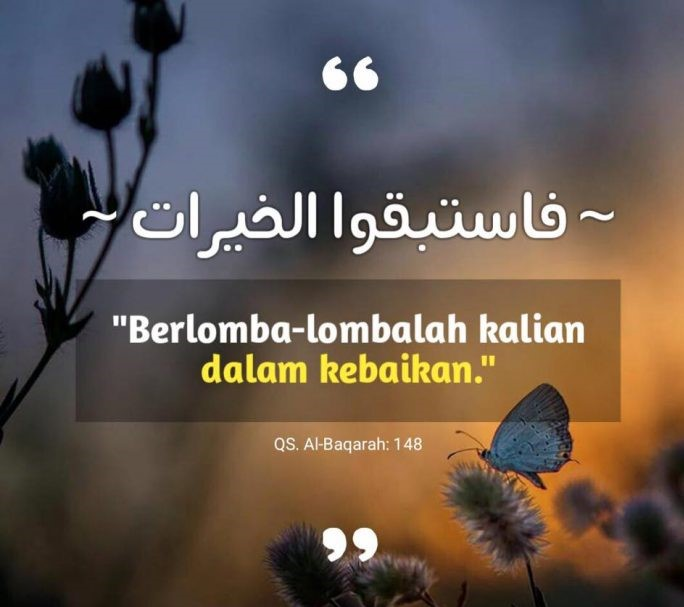 ❝
~ فاستبقوا الخيرات ~
"Berlomba-lombalah kalian
dalam kebaikan."
QS. Al-Baqarah: 148
❞